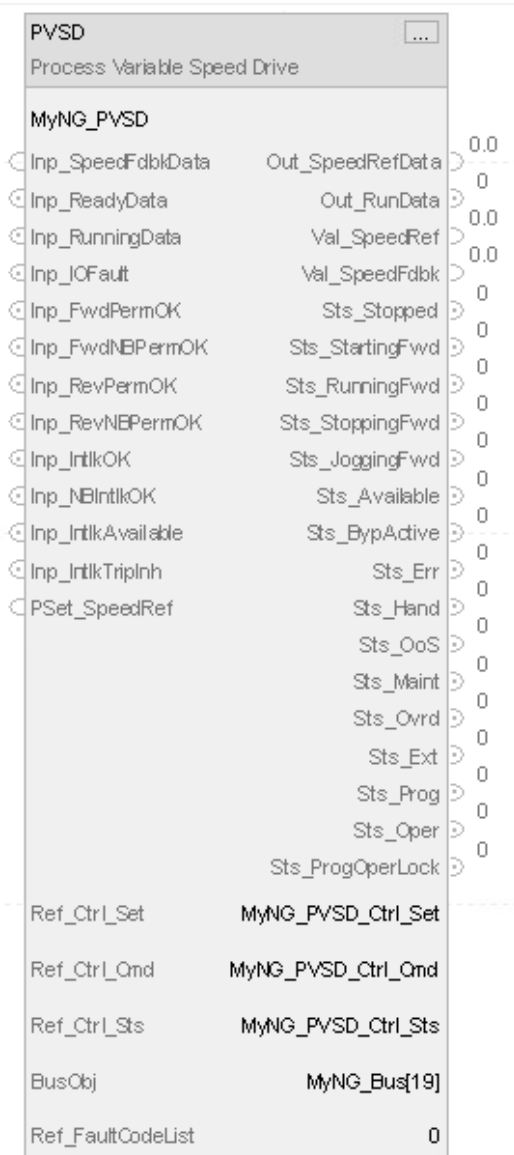 PVSD ...
Process Variable Speed Drive
MyNG_PVSD
Inp_SpeedFdbkData Out_SpeedRefData 0.0
Inp_ReadyData Out_RunData 0
Inp_RunningData Val_SpeedRef 0.0
Inp_IOFault Val_SpeedFdbk 0.0
Inp_FwdPermOK Sts_Stopped 0
Inp_FwdNBPermOK Sts_StartingFwd 0
Inp_RevPermOK Sts_RunningFwd 0
Inp_RevNBPermOK Sts_StoppingFwd 0
Inp_IntlkOK Sts_JoggingFwd 0
Inp_NBIntlkOK Sts_Available 0
Inp_IntlkAvailable Sts_BypActive 0
Inp_IntlkTripInh Sts_Err 0
PSet_SpeedRef Sts_Hand 0
Sts_OoS 0
Sts_Maint 0
Sts_Ovrd 0
Sts_Ext 0
Sts_Prog 0
Sts_Oper 0
Sts_ProgOperLock 0
Ref_Ctrl_Set MyNG_PVSD_Ctrl_Set
Ref_Ctrl_Cmd MyNG_PVSD_Ctrl_Cmd
Ref_Ctrl_Sts MyNG_PVSD_Ctrl_Sts
BusObj MyNG_Bus[19]
Ref_FaultCodeList 0